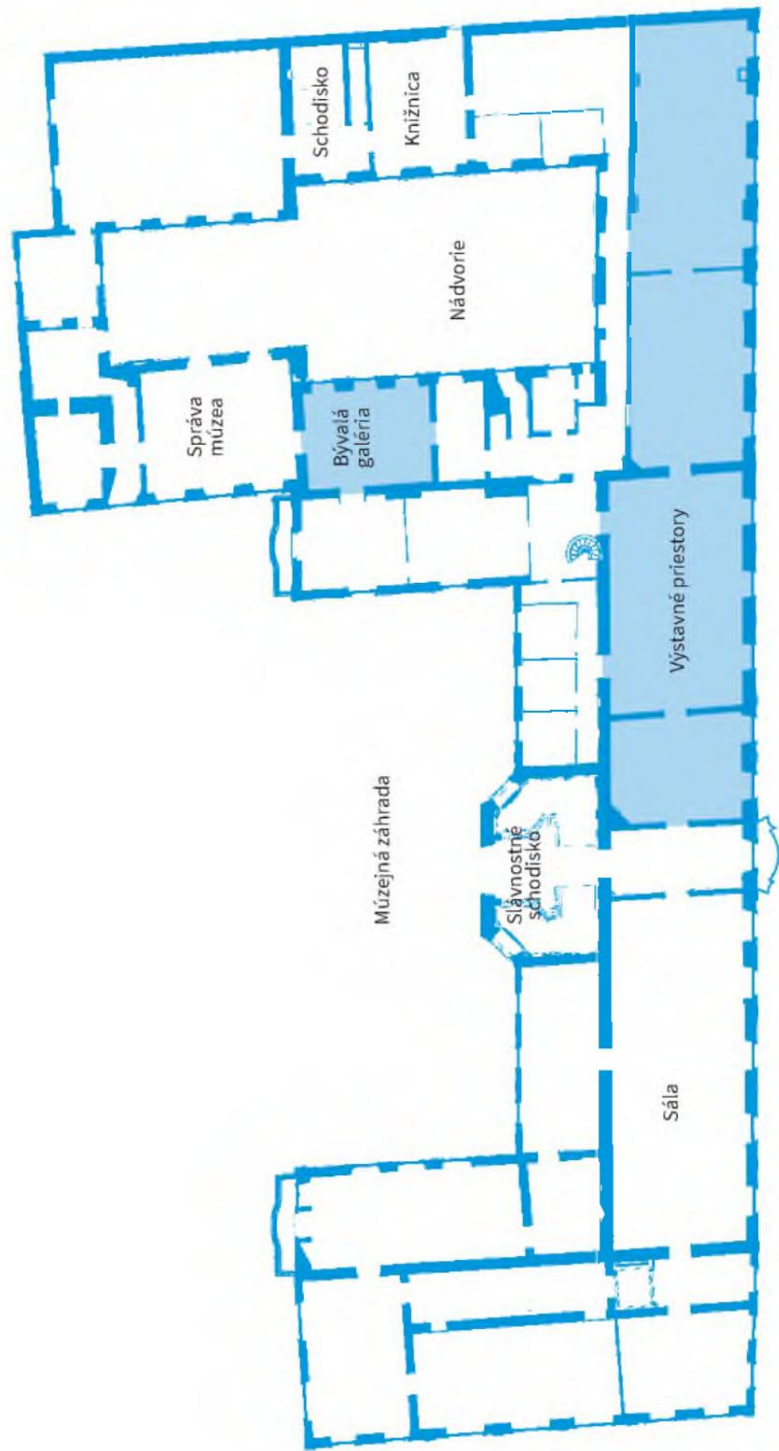 Schodisko
Knižnica
Nádvorie
Správa
múzea
Bývalá
galéria
Výstavné priestory
Múzejná záhrada
Slávnostné
schodisko
Sála